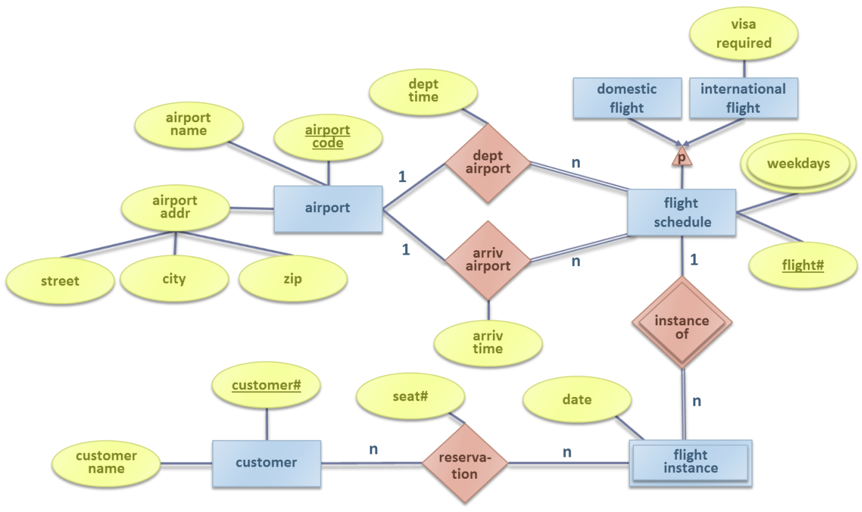 visa
required
dept
time
domestic
flight
international
flight
airport
name
airport
code
dept
airport
n
p
weekdays
1
airport
addr
airport
flight
schedule
1
arriv
airport
n
1
flight#
street
city
zip
instance
of
arriv
time
customer#
seat#
date
n
customer
name
customer
n
reserva-
tion
n
flight
instance